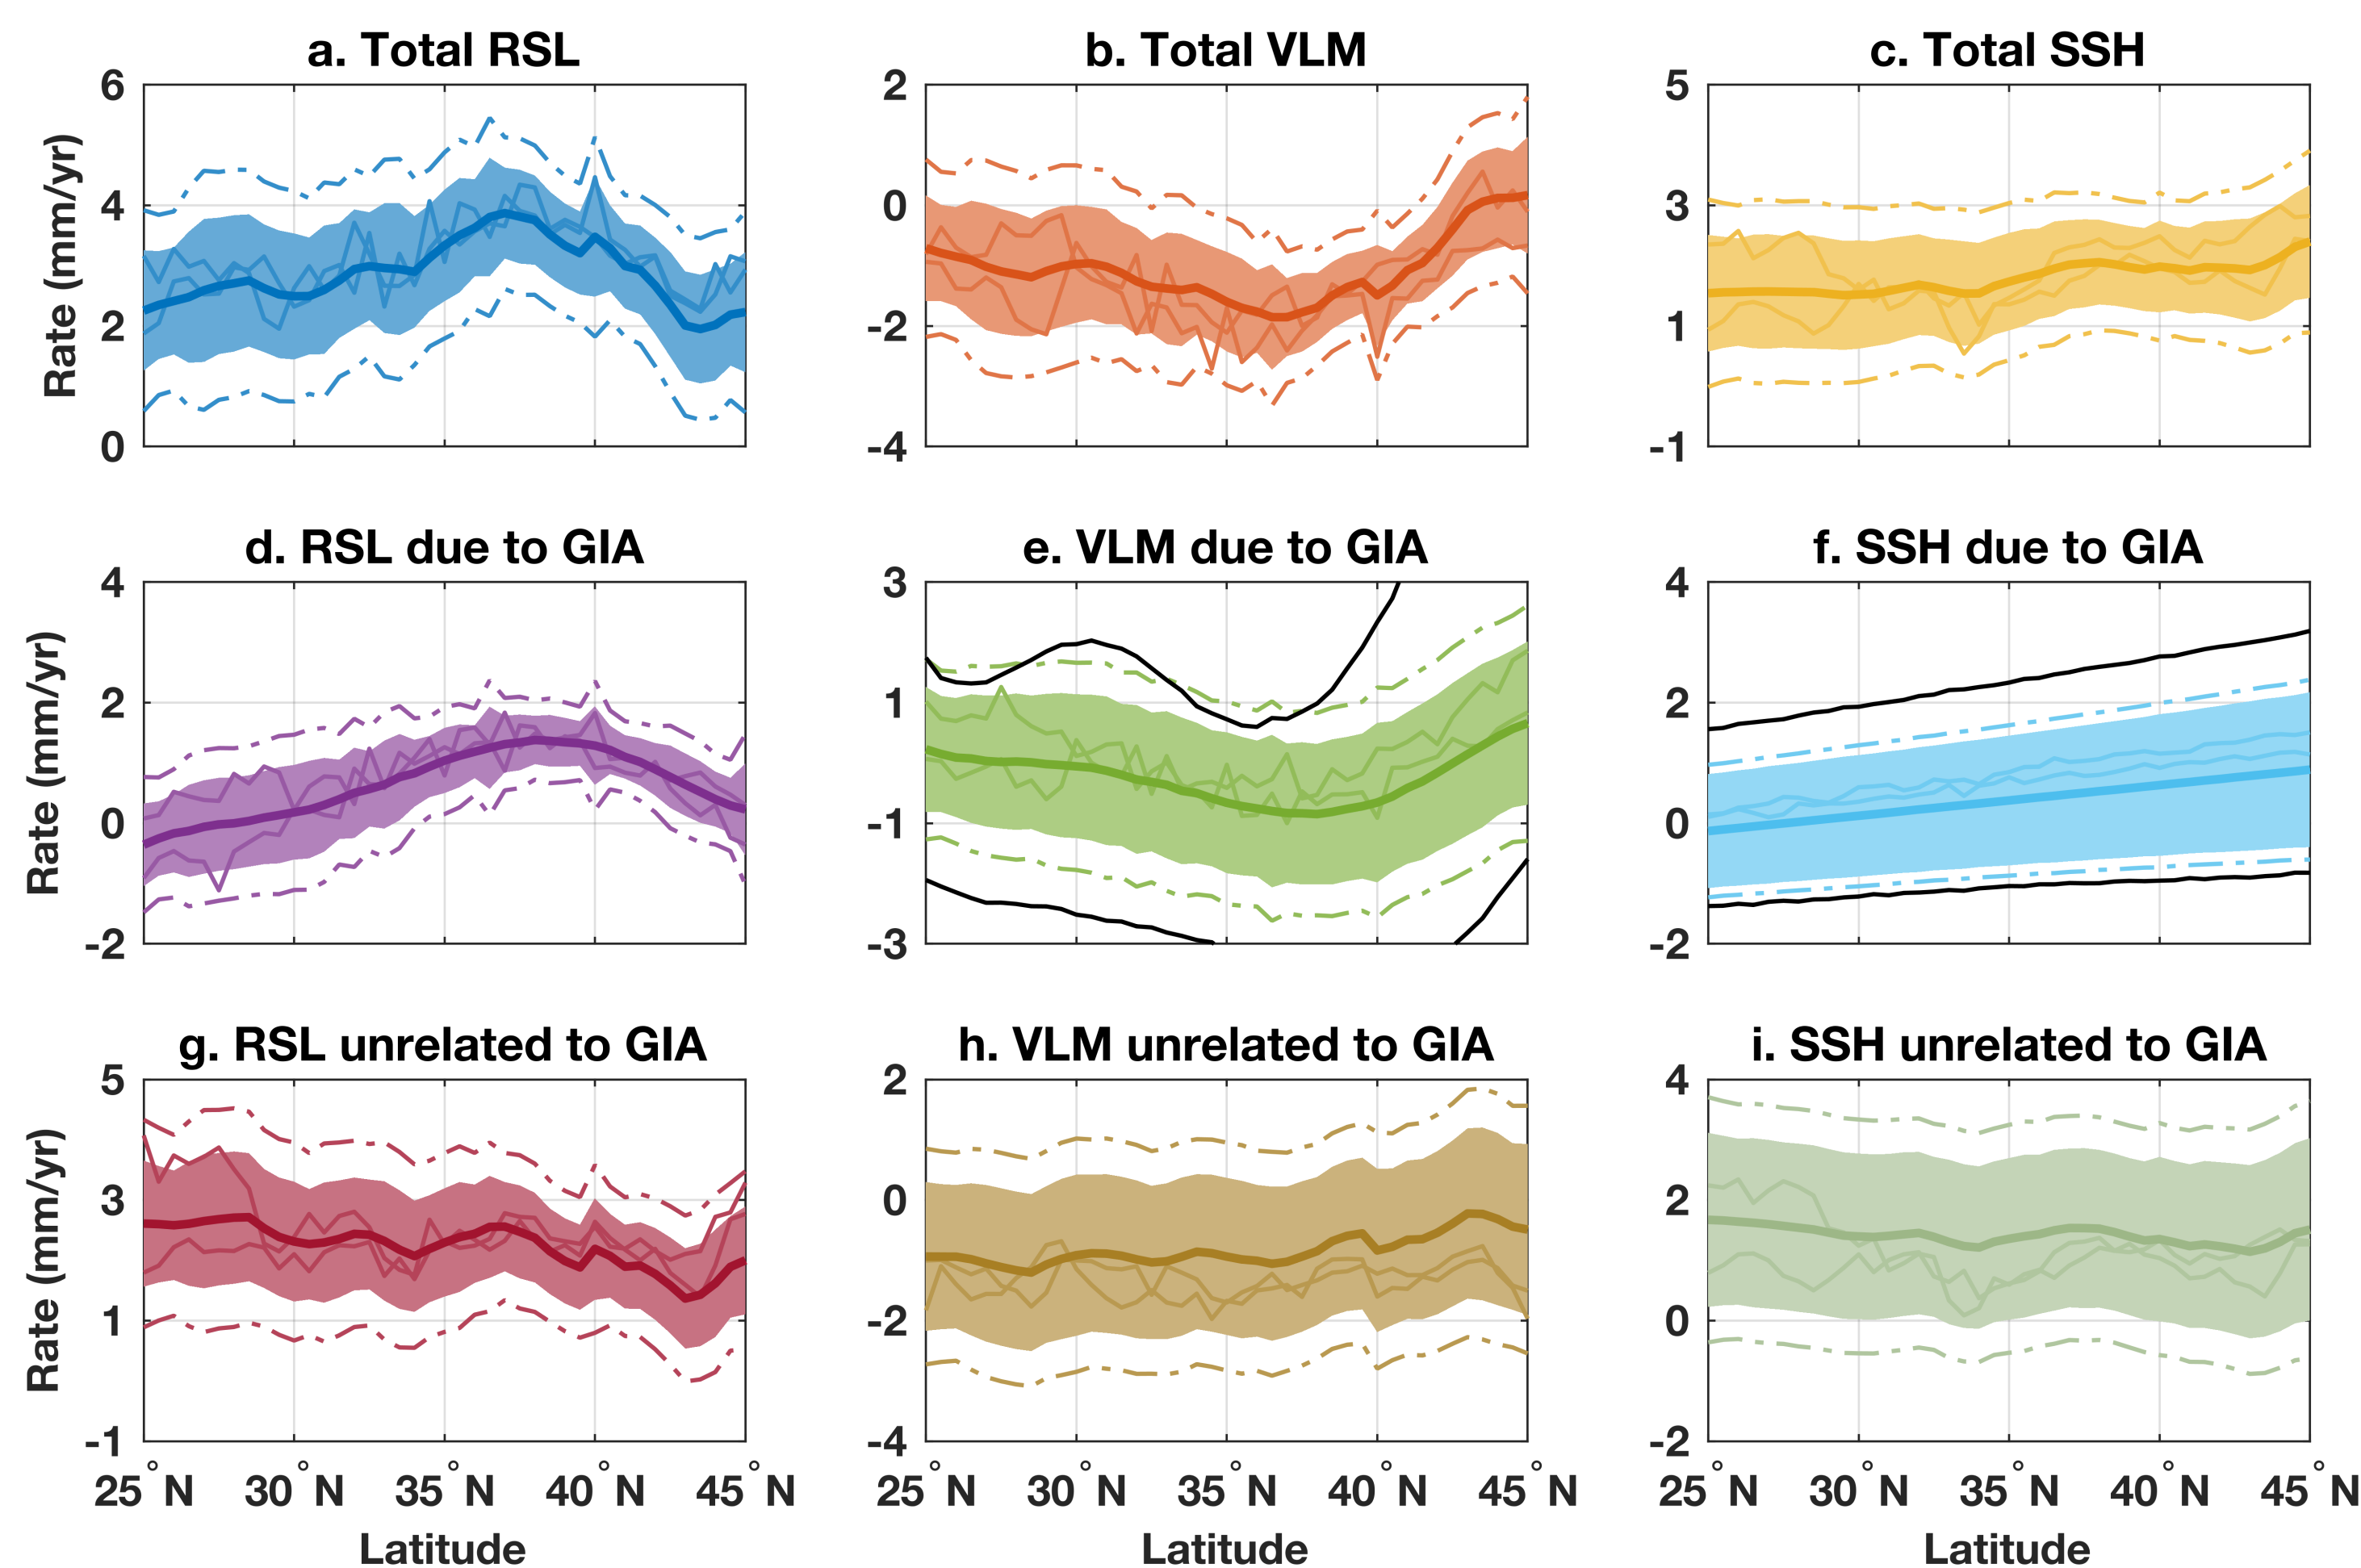 a. Total RSL
b. Total VLM
c. Total SSH
Rate (mm/yr)
6
4
2
0
2
0
-2
-4
5
3
1
-1
d. RSL due to GIA
e. VLM due to GIA
f. SSH due to GIA
Rate (mm/yr)
4
2
0
-2
3
1
-1
-3
4
2
0
-2
g. RSL unrelated to GIA
h. VLM unrelated to GIA
i. SSH unrelated to GIA
Rate (mm/yr)
5
3
1
-1
2
0
-2
-4
4
2
0
-2
25°N 30°N 35°N 40°N 45°N
25°N 30°N 35°N 40°N 45°N
25°N 30°N 35°N 40°N 45°N
Latitude
Latitude
Latitude